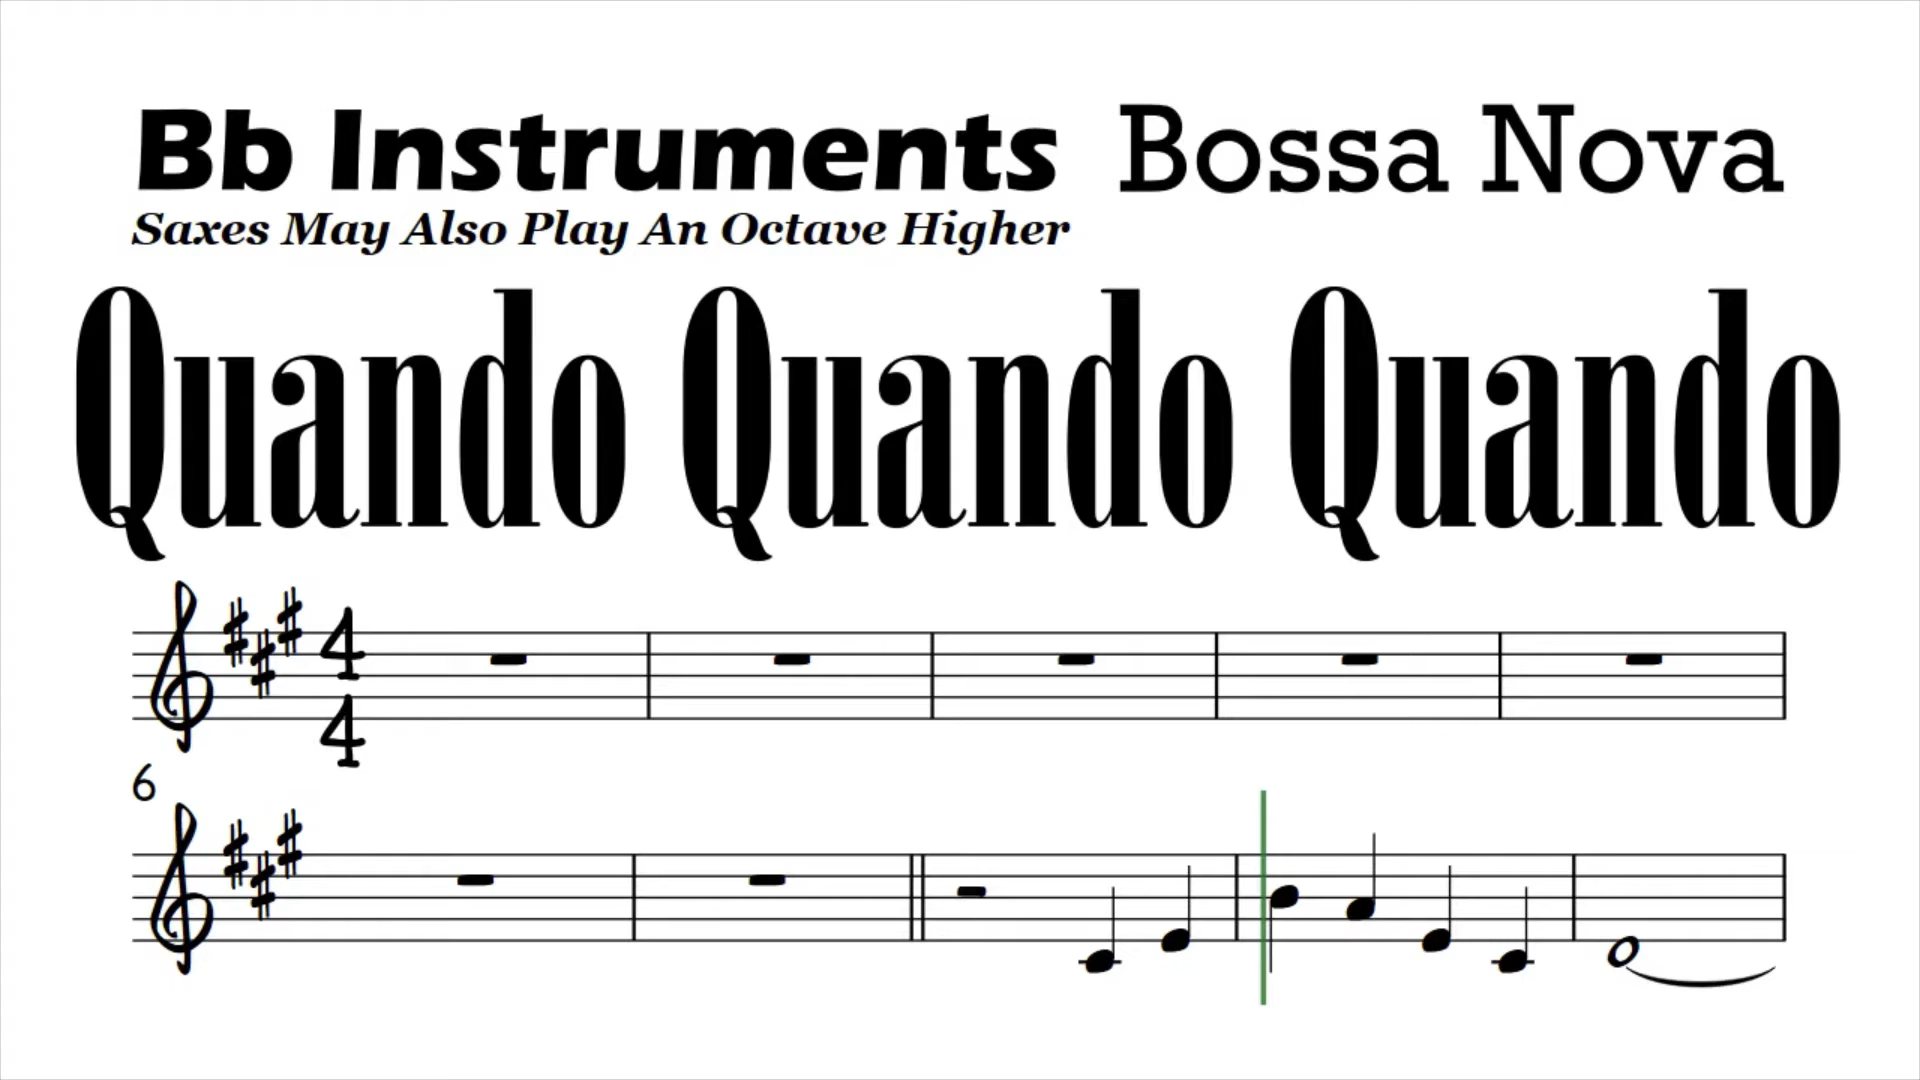 Bb Instruments Bossa Nova
Saxes May Also Play An Octave Higher
Quando Quando Quando
4
4
6